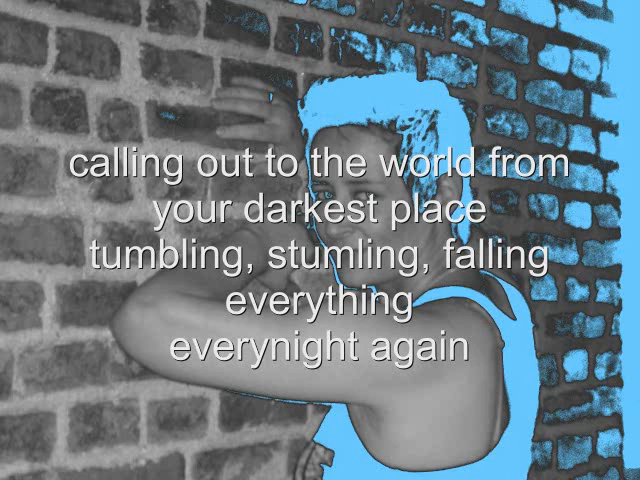 calling out to the world from
your darkest place
tumbling, stumling, falling
everything
everynight again